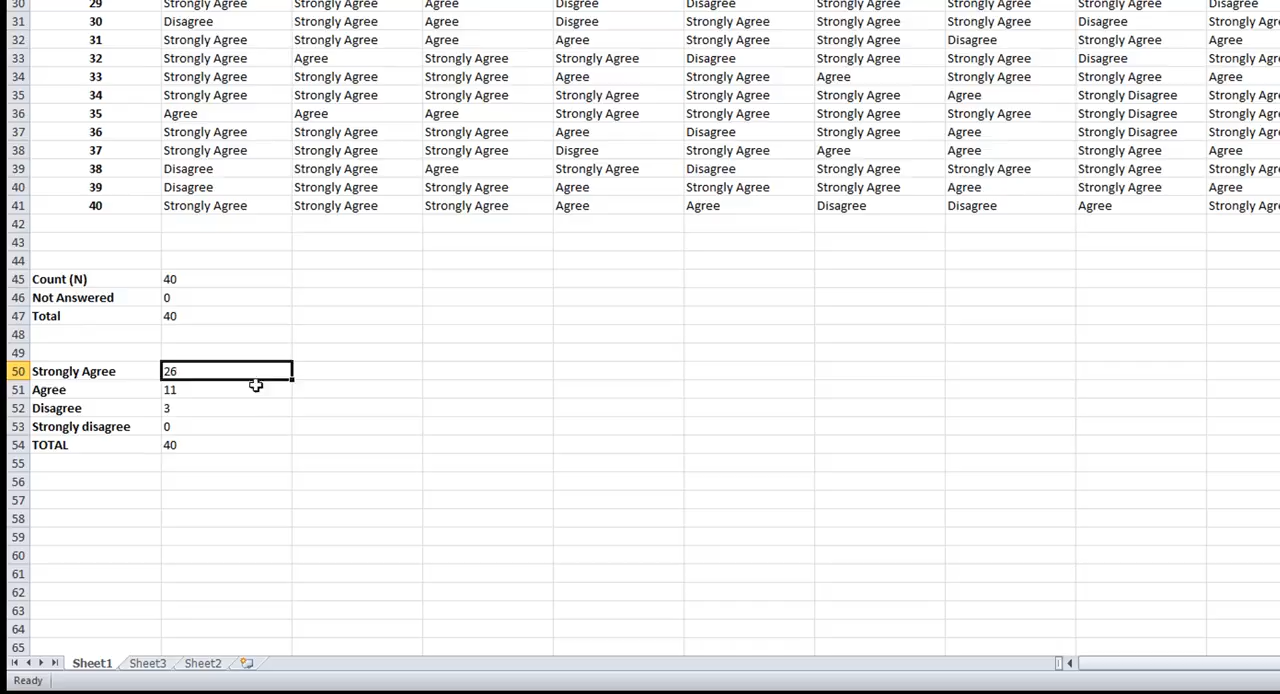 30 29 Strongly Agree Strongly Agree Agree Disgree Disagree Strongly Agree Strongly Agree Strongly Agree Disagree
31 30 Disagree Strongly Agree Agree Disgree Strongly Agree Strongly Agree Strongly Agree Disagree Strongly Agre
32 31 Strongly Agree Strongly Agree Agree Agree Strongly Agree Strongly Agree Disagree Strongly Agree Agree
33 32 Strongly Agree Agree Strongly Agree Strongly Agree Disagree Strongly Agree Strongly Agree Disagree Strongly Agre
34 33 Strongly Agree Strongly Agree Strongly Agree Agree Strongly Agree Agree Strongly Agree Strongly Agree Agree
35 34 Strongly Agree Strongly Agree Strongly Agree Strongly Agree Strongly Agree Strongly Agree Agree Strongly Disagree Strongly Agre
36 35 Agree Agree Agree Strongly Agree Strongly Agree Strongly Agree Strongly Agree Strongly Disagree Strongly Agre
37 36 Strongly Agree Strongly Agree Strongly Agree Agree Disagree Strongly Agree Agree Strongly Disagree Strongly Agre
38 37 Strongly Agree Strongly Agree Strongly Agree Disgree Strongly Agree Agree Agree Strongly Agree Agree
39 38 Disagree Strongly Agree Agree Strongly Agree Disagree Strongly Agree Strongly Agree Strongly Agree Strongly Agre
40 39 Disagree Strongly Agree Strongly Agree Agree Strongly Agree Strongly Agree Agree Strongly Agree Agree
41 40 Strongly Agree Strongly Agree Strongly Agree Agree Agree Disagree Disagree Agree Strongly Agre
42
43
44
45 Count (N) 40
46 Not Answered 0
47 Total 40
48
49
50 Strongly Agree 26
51 Agree 11
52 Disagree 3
53 Strongly disagree 0
54 TOTAL 40
55
56
57
58
59
60
61
62
63
64
65
Sheet1 Sheet3 Sheet2
Ready